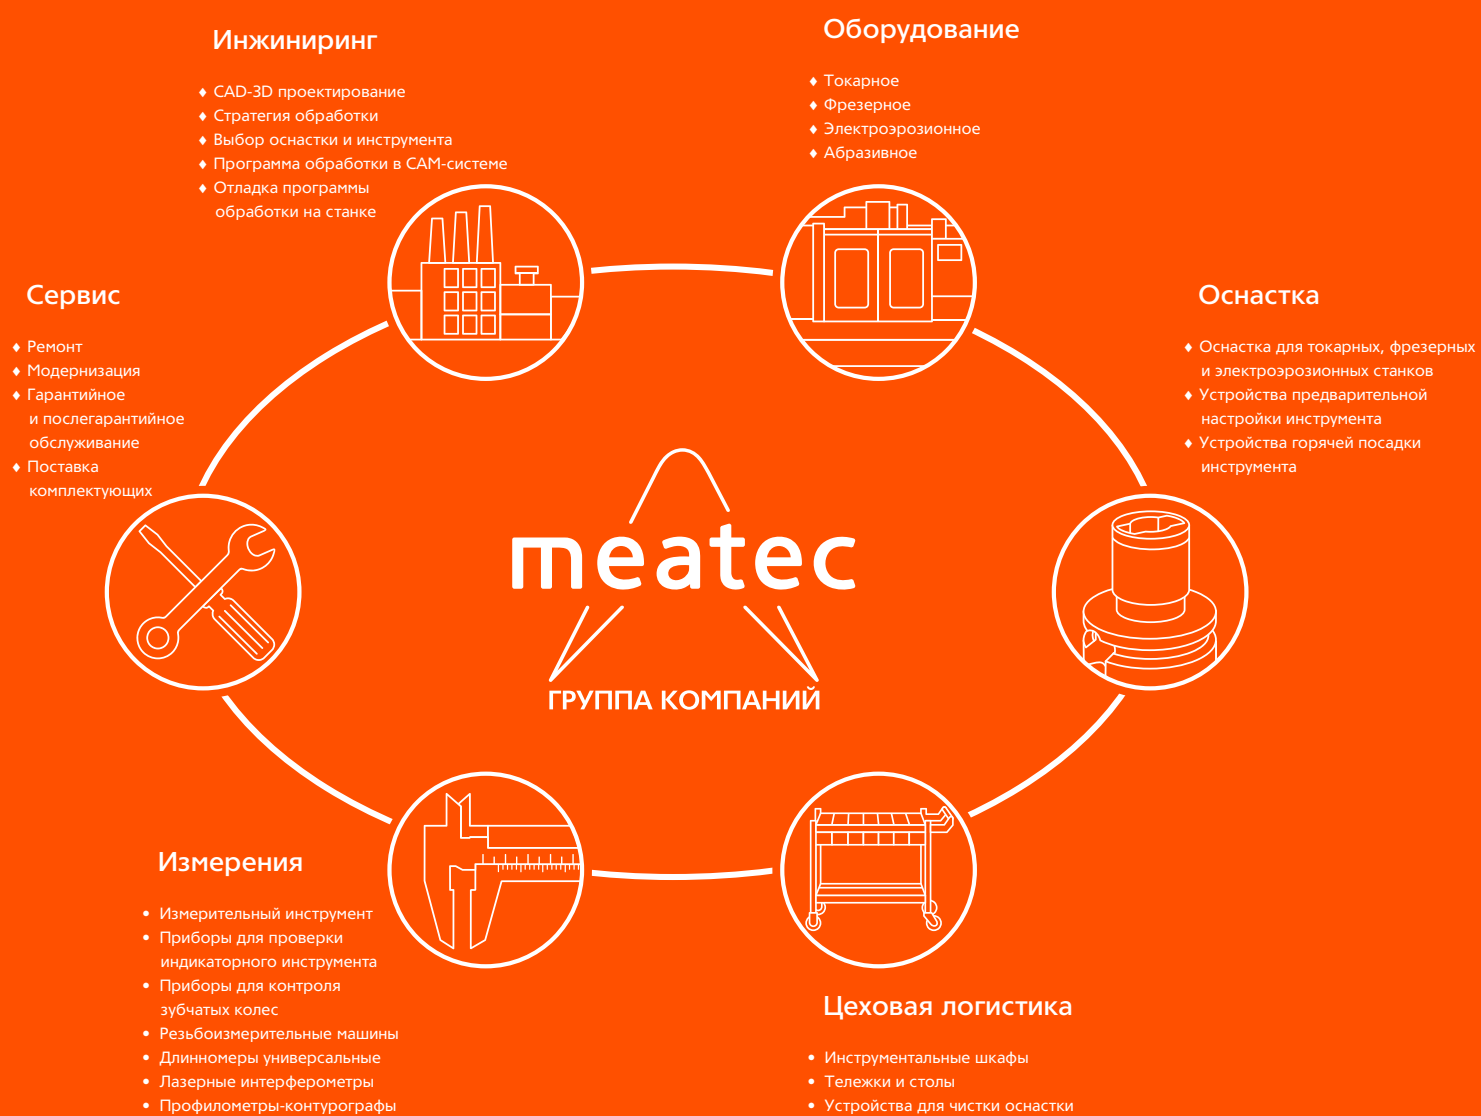 Инжиниринг
♦ CAD-3D проектирование
♦ Стратегия обработки
♦ Выбор оснастки и инструмента
♦ Программа обработки в САМ-системе
♦ Отладка программы
обработки на станке
Оборудование
♦ Токарное
♦ Фрезерное
♦ Электроэрозионное
♦ Абразивное
Сервис
♦ Ремонт
♦ Модернизация
♦ Гарантийное
и послегарантийное
обслуживание
♦ Поставка
комплектующих
Оснастка
♦ Оснастка для токарных, фрезерных
и электроэрозионных станков
♦ Устройства предварительной
настройки инструмента
♦ Устройства горячей посадки
инструмента
meatec
ГРУППА КОМПАНИЙ
Измерения
• Измерительный инструмент
• Приборы для проверки
индикаторного инструмента
• Приборы для контроля
зубчатых колес
• Резьбоизмерительные машины
• Длинномеры универсальные
• Лазерные интерферометры
• Профилометры-контурографы
Цеховая логистика
• Инструментальные шкафы
• Тележки и столы
• Устройства для чистки оснастки